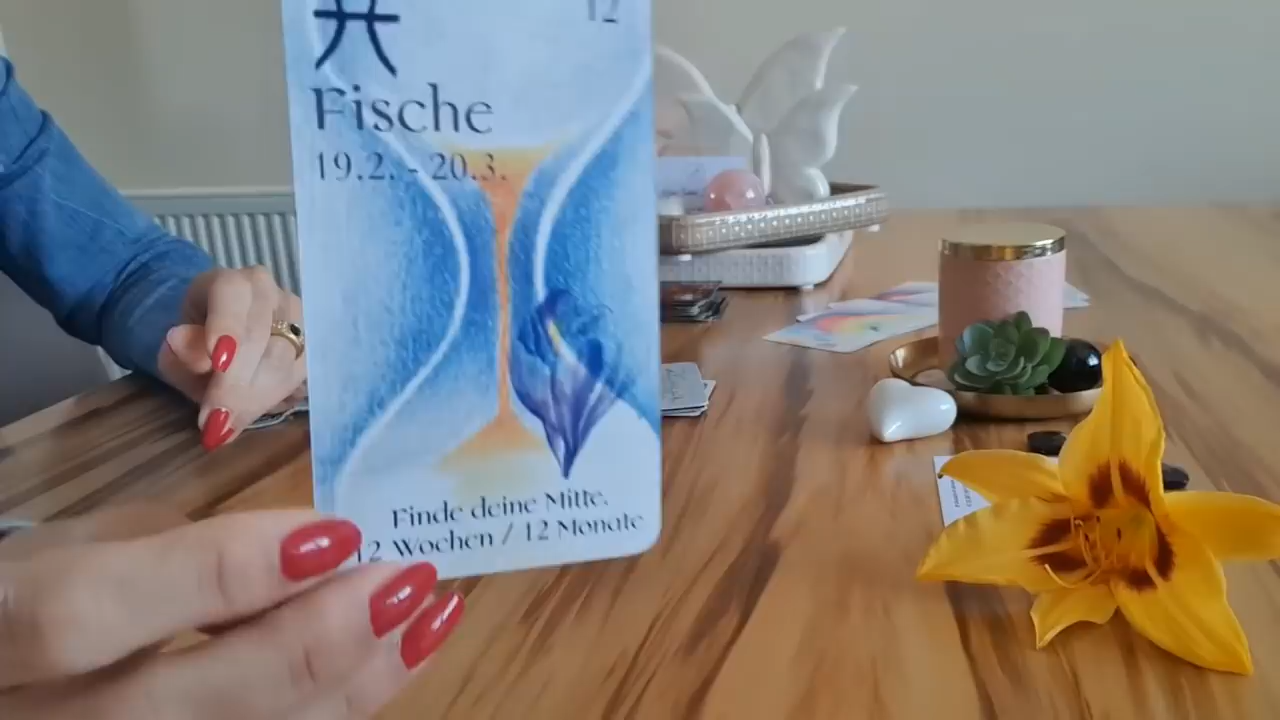 12
Fische
19.2. - 20.3.
Finde deine Mitte.
12 Wochen / 12 Monate